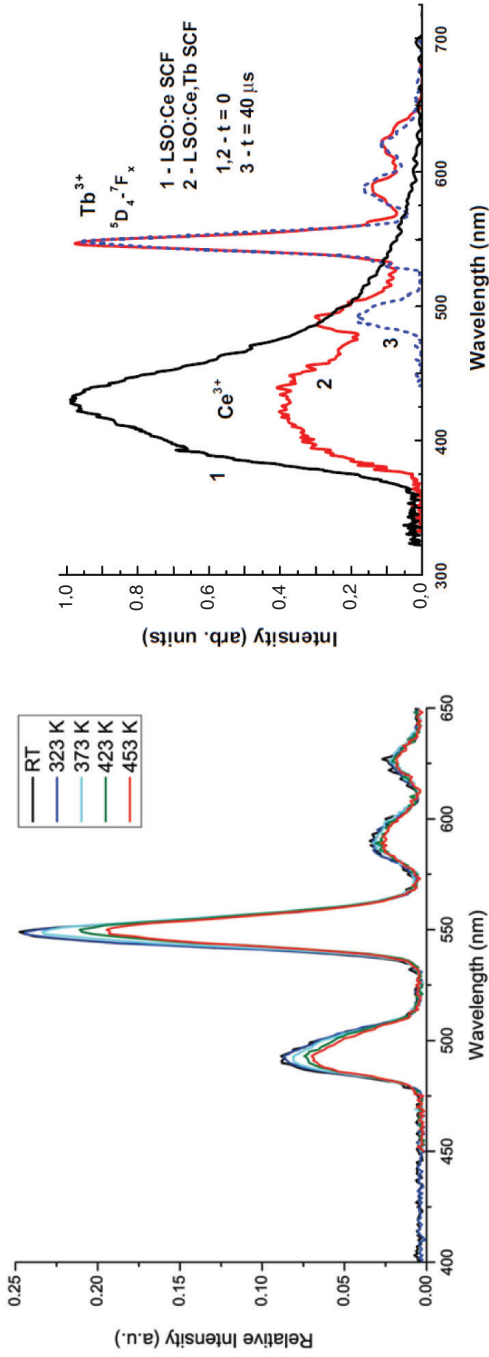 0.25
0.20
0.15
0.10
0.05
0.00
Relative Intensity (a.u.)
400
450
500
550
600
650
Wavelength (nm)
RT
323 K
373 K
423 K
453 K
1,0
0,8
0,6
0,4
0,2
0,0
Intensity (arb. units)
300
400
500
600
700
Wavelength (nm)
Tb³⁺
⁵D₄-⁷Fₓ
1 - LSO:Ce SCF
2 - LSO:Ce,Tb SCF
1,2 - t = 0
3 - t = 40 µs
Ce³⁺
1
2
3